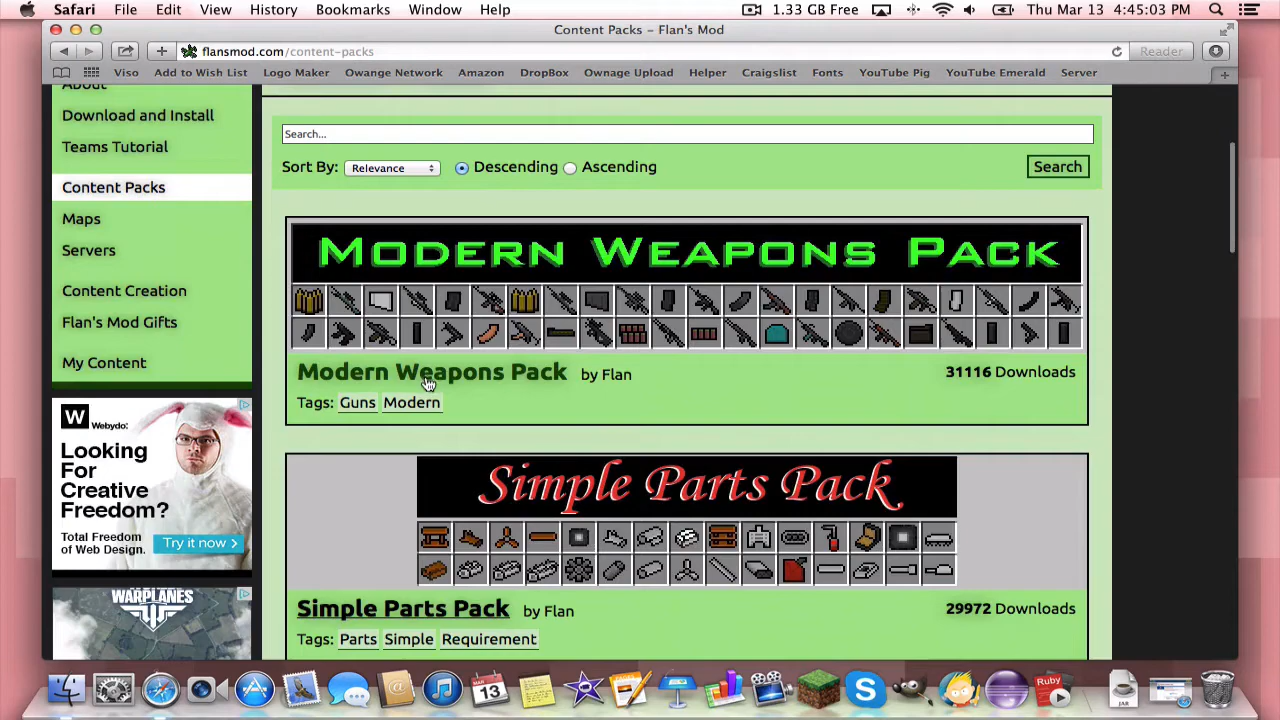 Safari File Edit View History Bookmarks Window Help 1.33 GB Free Thu Mar 13 4:45:03 PM
Content Packs – Flan's Mod
flansmod.com/content-packs Reader
Viso Add to Wish List Logo Maker Owange Network Amazon DropBox Ownage Upload Helper Craigslist Fonts YouTube Pig YouTube Emerald Server
About
Download and Install
Teams Tutorial
Content Packs
Maps
Servers
Content Creation
Flan's Mod Gifts
My Content
W Webydo:
Looking
For
Creative
Freedom?
Total Freedom
of Web Design.
Try it now
WARPLANES
Search...
Sort By: Relevance Descending Ascending Search
MODERN WEAPONS PACK
Modern Weapons Pack by Flan 31116 Downloads
Tags: Guns Modern
Simple Parts Pack
Simple Parts Pack by Flan 29972 Downloads
Tags: Parts Simple Requirement
MAR
13
Ruby
JAR